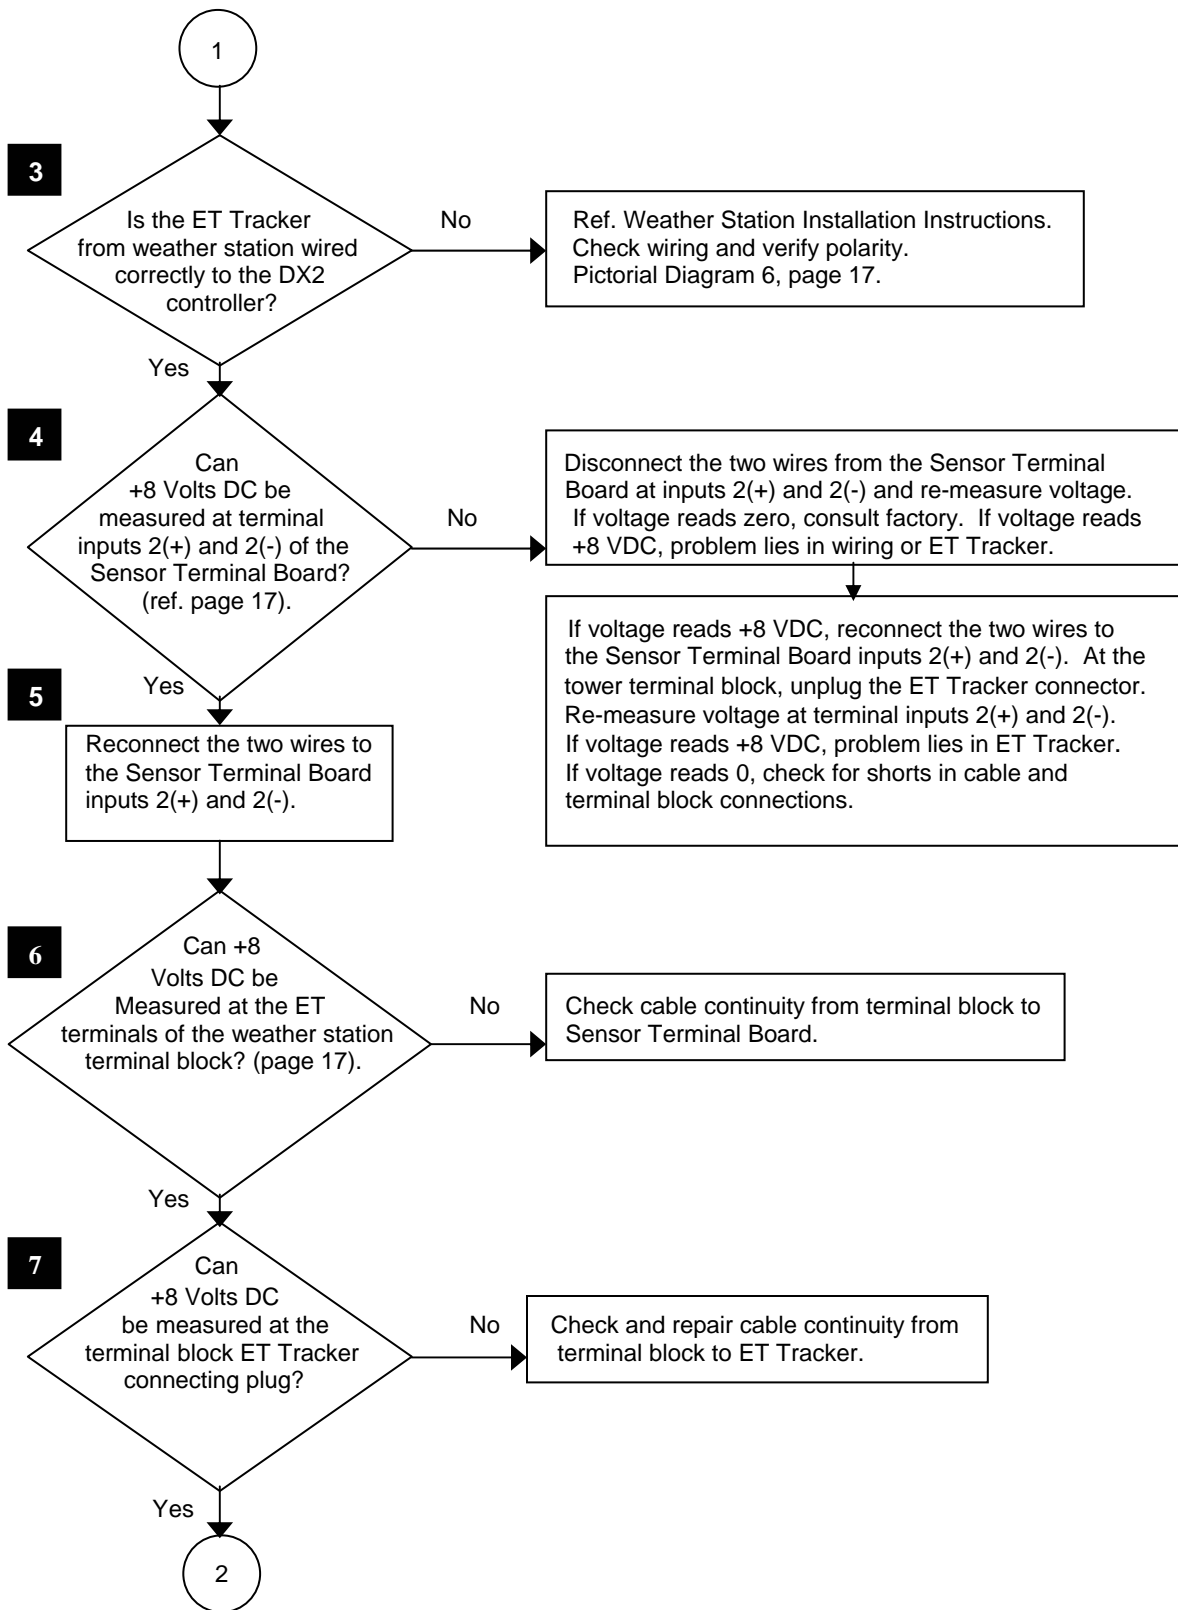 1
3
Is the ET Tracker
from weather station wired
correctly to the DX2
controller?
No
Ref. Weather Station Installation Instructions.
Check wiring and verify polarity.
Pictorial Diagram 6, page 17.
Yes
4
Can
+8 Volts DC be
measured at terminal
inputs 2(+) and 2(-) of the
Sensor Terminal Board?
(ref. page 17).
No
Disconnect the two wires from the Sensor Terminal
Board at inputs 2(+) and 2(-) and re-measure voltage.
If voltage reads zero, consult factory.  If voltage reads
+8 VDC, problem lies in wiring or ET Tracker.
If voltage reads +8 VDC, reconnect the two wires to
the Sensor Terminal Board inputs 2(+) and 2(-).  At the
tower terminal block, unplug the ET Tracker connector.
Re-measure voltage at terminal inputs 2(+) and 2(-).
If voltage reads +8 VDC, problem lies in ET Tracker.
If voltage reads 0, check for shorts in cable and
terminal block connections.
Yes
5
Reconnect the two wires to
the Sensor Terminal Board
inputs 2(+) and 2(-).
6
Can +8
Volts DC be
Measured at the ET
terminals of the weather station
terminal block? (page 17).
No
Check cable continuity from terminal block to
Sensor Terminal Board.
Yes
7
Can
+8 Volts DC
be measured at the
terminal block ET Tracker
connecting plug?
No
Check and repair cable continuity from
terminal block to ET Tracker.
Yes
2